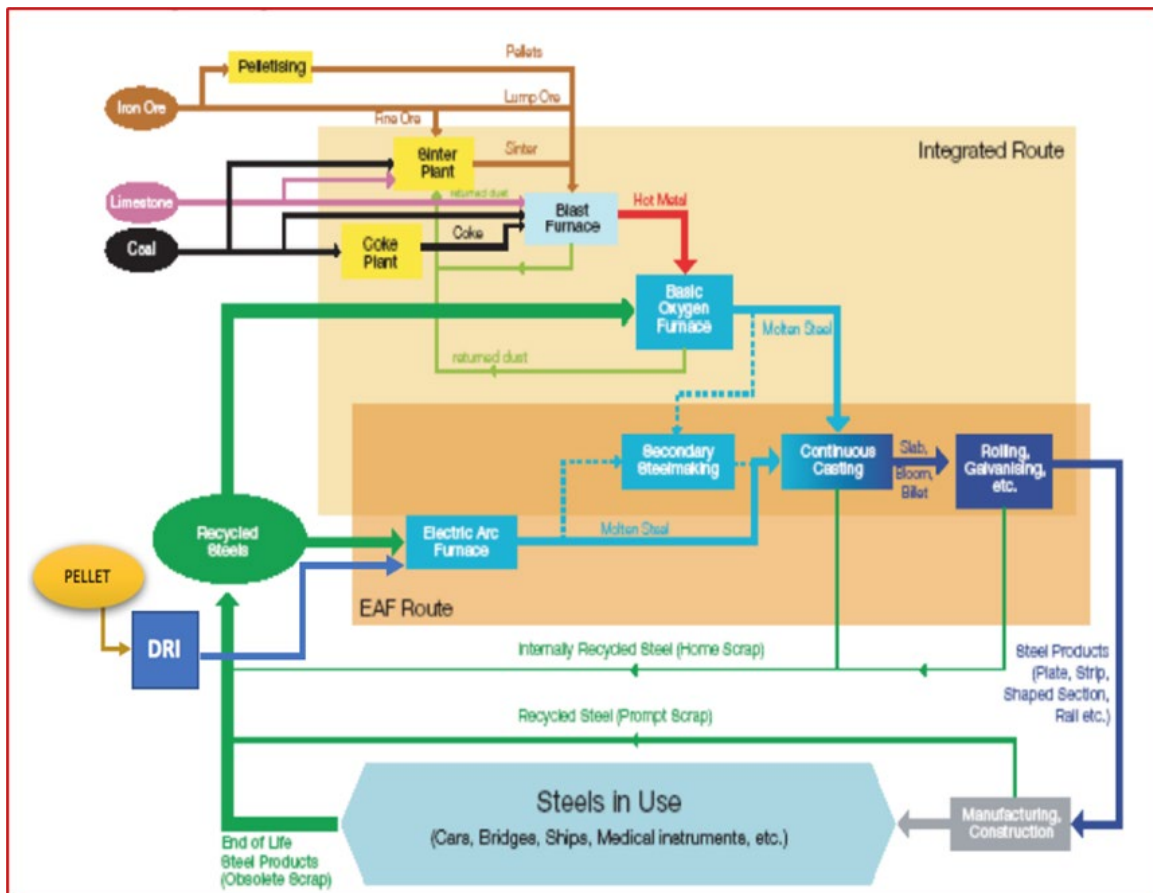 Pellets
Pelletising
Iron Ore
Lump Ore
Fine Ore
Sinter
Plant
Sinter
Integrated Route
Limestone
returned dust
Blast
Furnace
Hot Metal
Coal
Coke
Plant
Coke
Basic
Oxygen
Furnace
Molten Steel
returned dust
Secondary
Steelmaking
Continuous
Casting
Slab,
Bloom,
Billet
Rolling,
Galvanising,
etc.
Recycled
Steels
Electric Arc
Furnace
Molten Steel
PELLET
EAF Route
DRI
Internally Recycled Steel (Home Scrap)
Steel Products
(Plate, Strip,
Shaped Section,
Rail etc.)
Recycled Steel (Prompt Scrap)
Steels in Use
(Cars, Bridges, Ships, Medical instruments, etc.)
Manufacturing,
Construction
End of Life
Steel Products
(Obsolete Scrap)